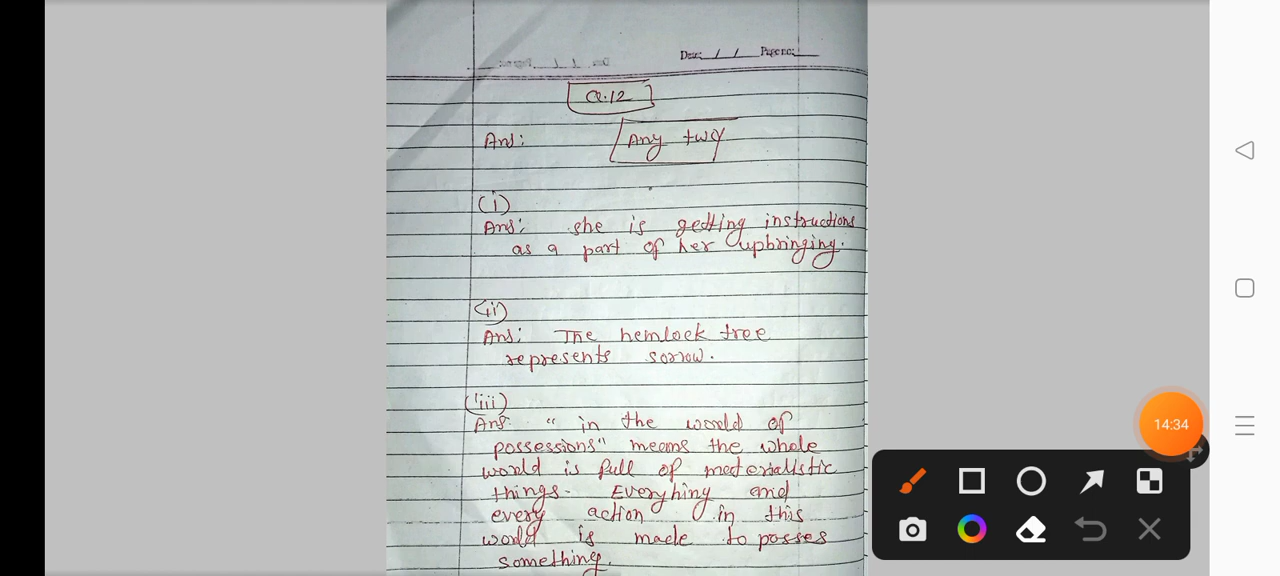 Date: / / Page no:
Q.12
Ans: Any two
(i)
Ans: she is getting instructions
as a part of her upbringing.
(ii)
Ans: The hemlock tree
represents sorrow.
(iii)
Ans: " in the world of
possessions" means the whole
world is full of meterialistic
things. Everyhing and
every action in this
world is made to posses
something.
14:34